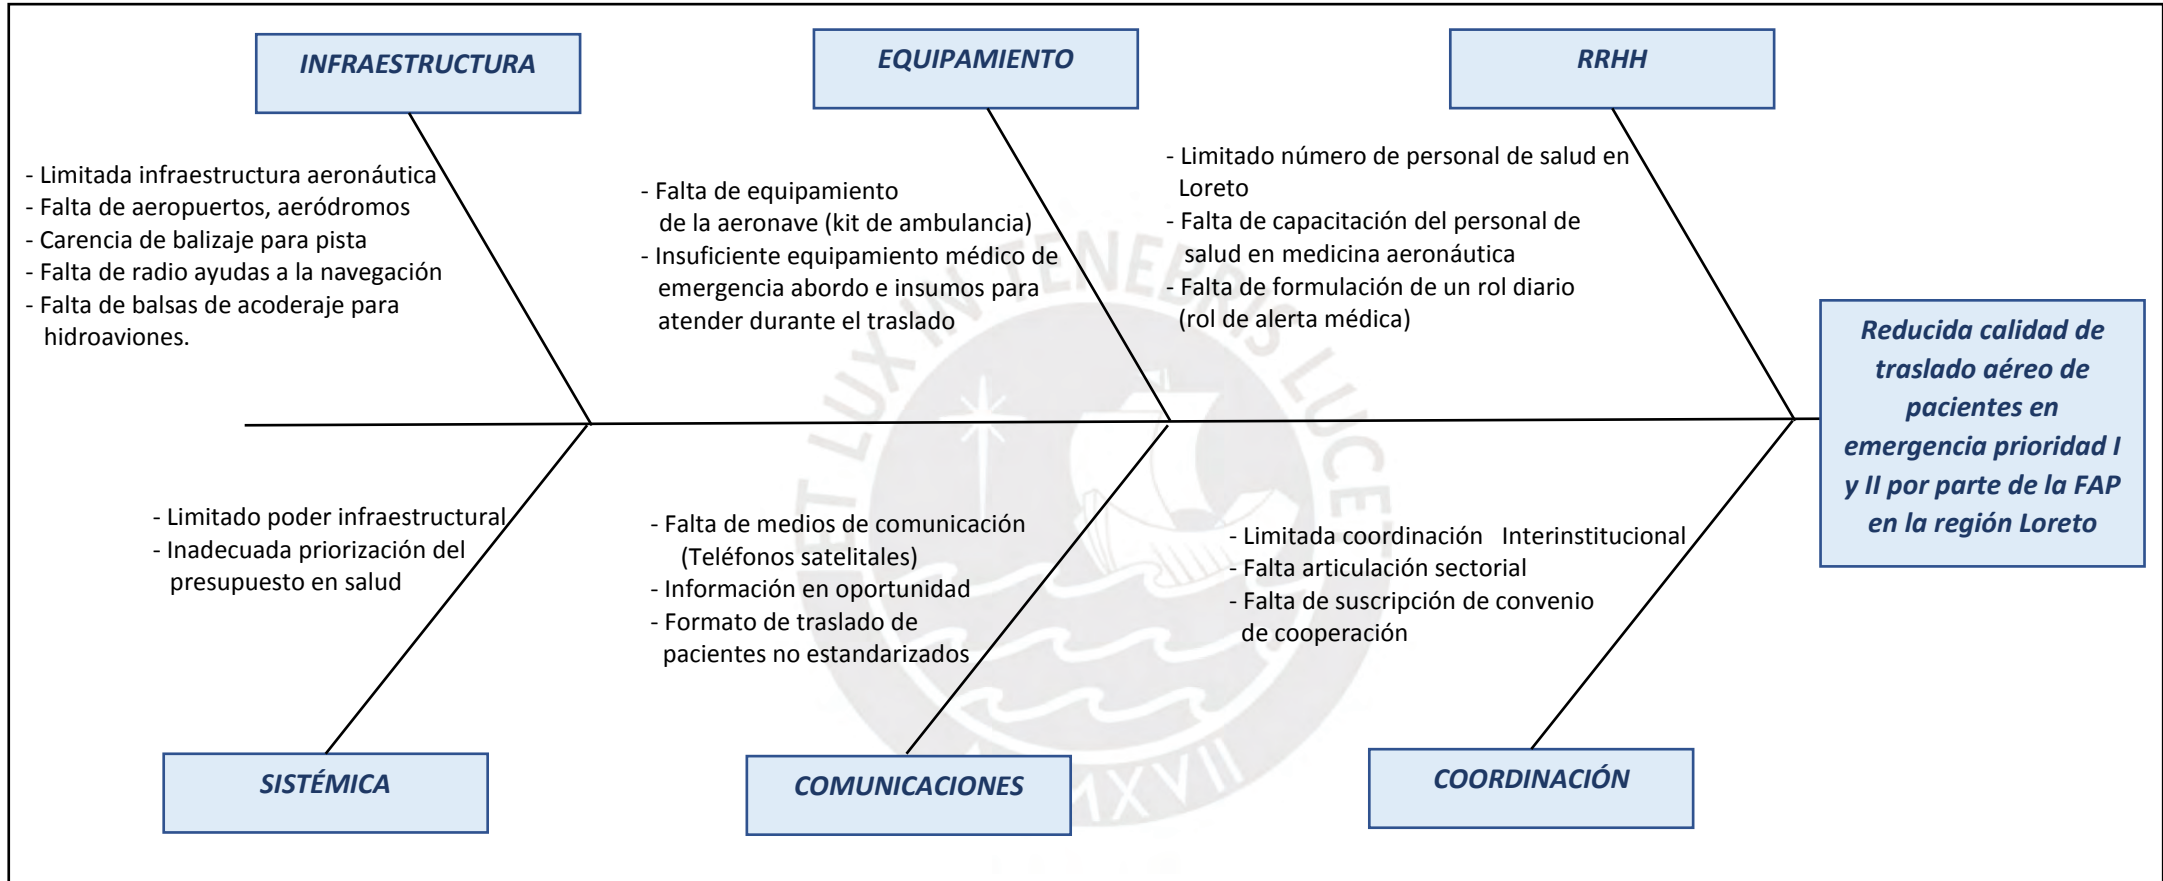 INFRAESTRUCTURA
EQUIPAMIENTO
RRHH
- Limitada infraestructura aeronáutica
- Falta de aeropuertos, aeródromos
- Carencia de balizaje para pista
- Falta de radio ayudas a la navegación
- Falta de balsas de acoderaje para
hidroaviones.
- Falta de equipamiento
de la aeronave (kit de ambulancia)
- Insuficiente equipamiento médico de
emergencia abordo e insumos para
atender durante el traslado
- Limitado número de personal de salud en
Loreto
- Falta de capacitación del personal de
salud en medicina aeronáutica
- Falta de formulación de un rol diario
(rol de alerta médica)
Reducida calidad de
traslado aéreo de
pacientes en
emergencia prioridad I
y II por parte de la FAP
en la región Loreto
- Limitado poder infraestructural
- Inadecuada priorización del
presupuesto en salud
- Falta de medios de comunicación
(Teléfonos satelitales)
- Información en oportunidad
- Formato de traslado de
pacientes no estandarizados
- Limitada coordinación Interinstitucional
- Falta articulación sectorial
- Falta de suscripción de convenio
de cooperación
SISTÉMICA
COMUNICACIONES
COORDINACIÓN
ET LUX IN TENEBRIS LUCET
MXVII